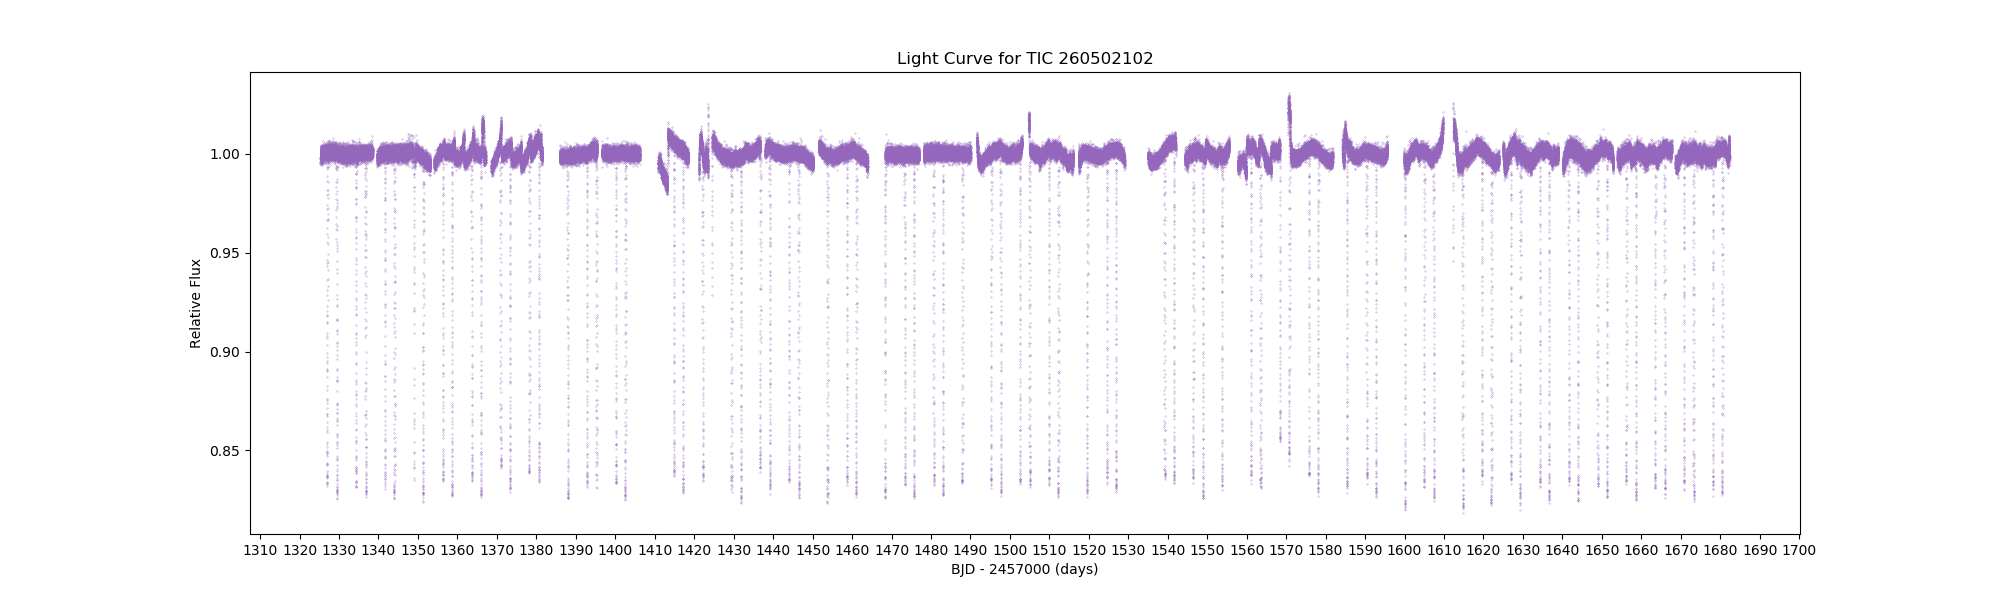 Light Curve for TIC 260502102
Relative Flux
1.00
0.95
0.90
0.85
1310 1320 1330 1340 1350 1360 1370 1380 1390 1400 1410 1420 1430 1440 1450 1460 1470 1480 1490 1500 1510 1520 1530 1540 1550 1560 1570 1580 1590 1600 1610 1620 1630 1640 1650 1660 1670 1680 1690 1700
BJD - 2457000 (days)